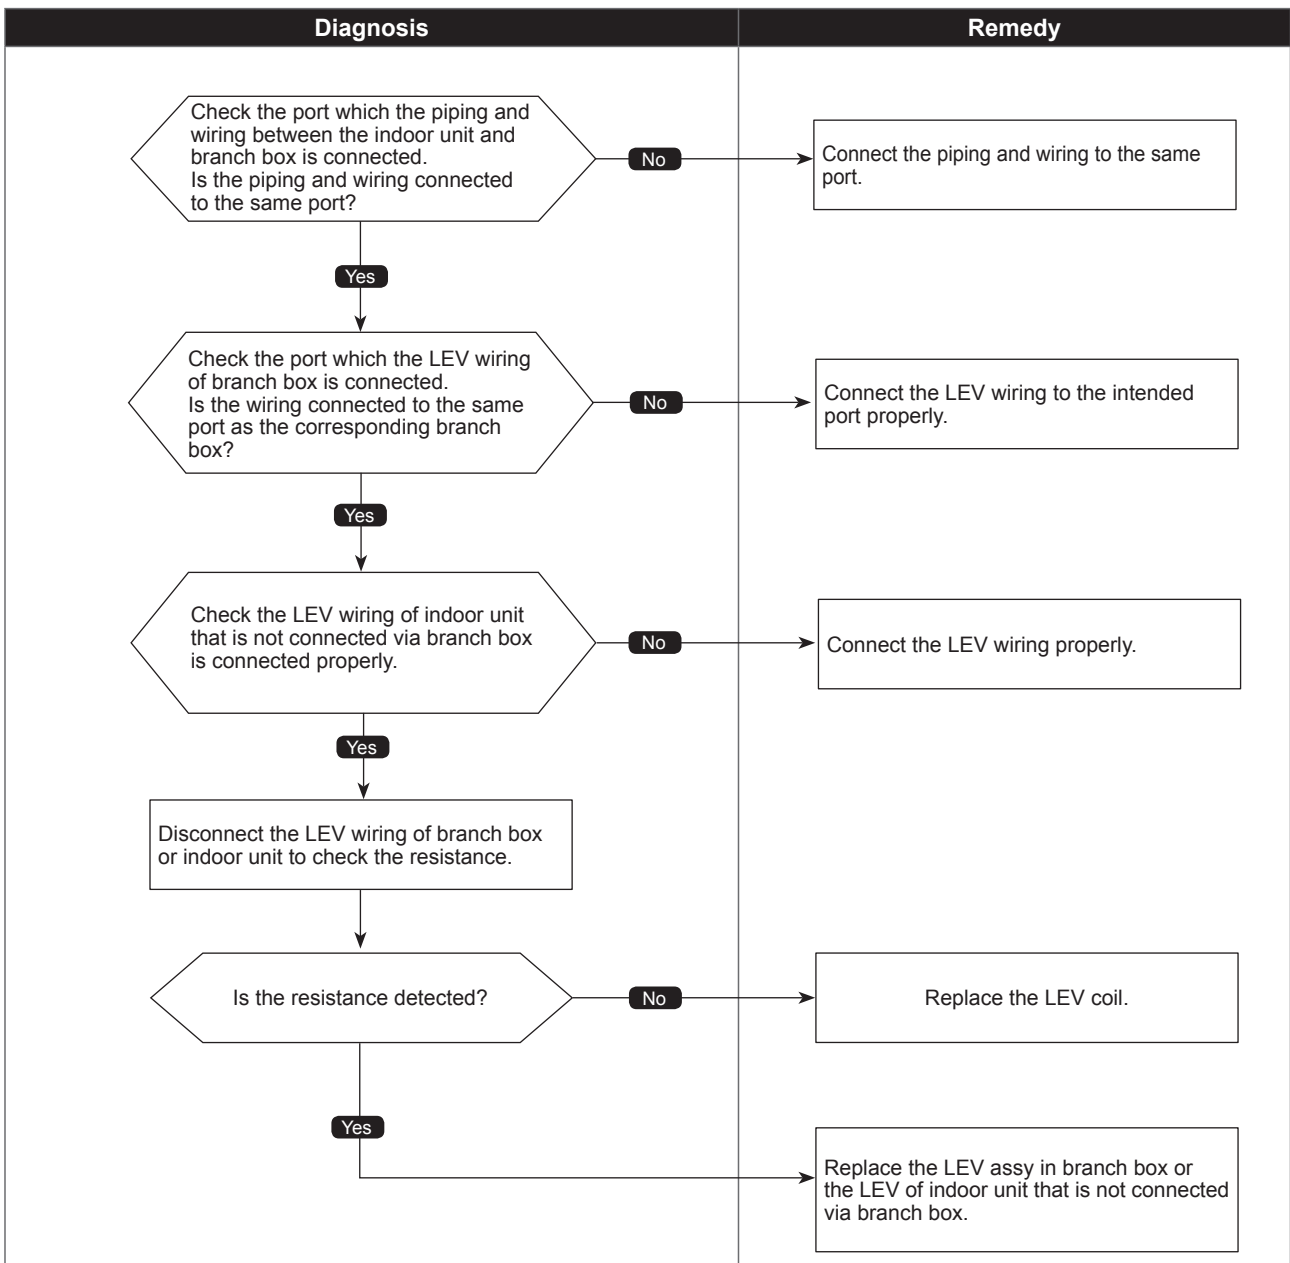 Diagnosis
Remedy
Check the port which the piping and
wiring between the indoor unit and
branch box is connected.
Is the piping and wiring connected
to the same port?
No
Connect the piping and wiring to the same
port.
Yes
Check the port which the LEV wiring
of branch box is connected.
Is the wiring connected to the same
port as the corresponding branch
box?
No
Connect the LEV wiring to the intended
port properly.
Yes
Check the LEV wiring of indoor unit
that is not connected via branch box
is connected properly.
No
Connect the LEV wiring properly.
Yes
Disconnect the LEV wiring of branch box
or indoor unit to check the resistance.
Is the resistance detected?
No
Replace the LEV coil.
Yes
Replace the LEV assy in branch box or
the LEV of indoor unit that is not connected
via branch box.